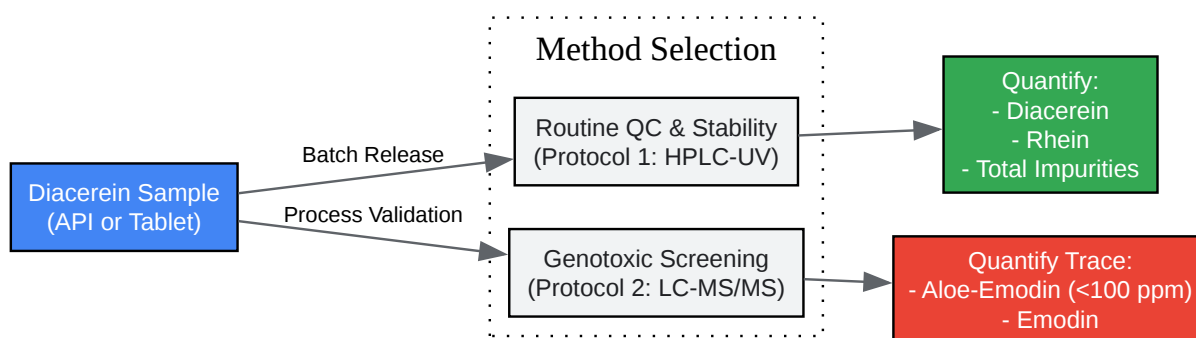 Method Selection
Diacerein Sample
(API or Tablet)
Batch Release
Process Validation
Routine QC & Stability
(Protocol 1: HPLC-UV)
Genotoxic Screening
(Protocol 2: LC-MS/MS)
Quantify:
- Diacerein
- Rhein
- Total Impurities
Quantify Trace:
- Aloe-Emodin (<100 ppm)
- Emodin